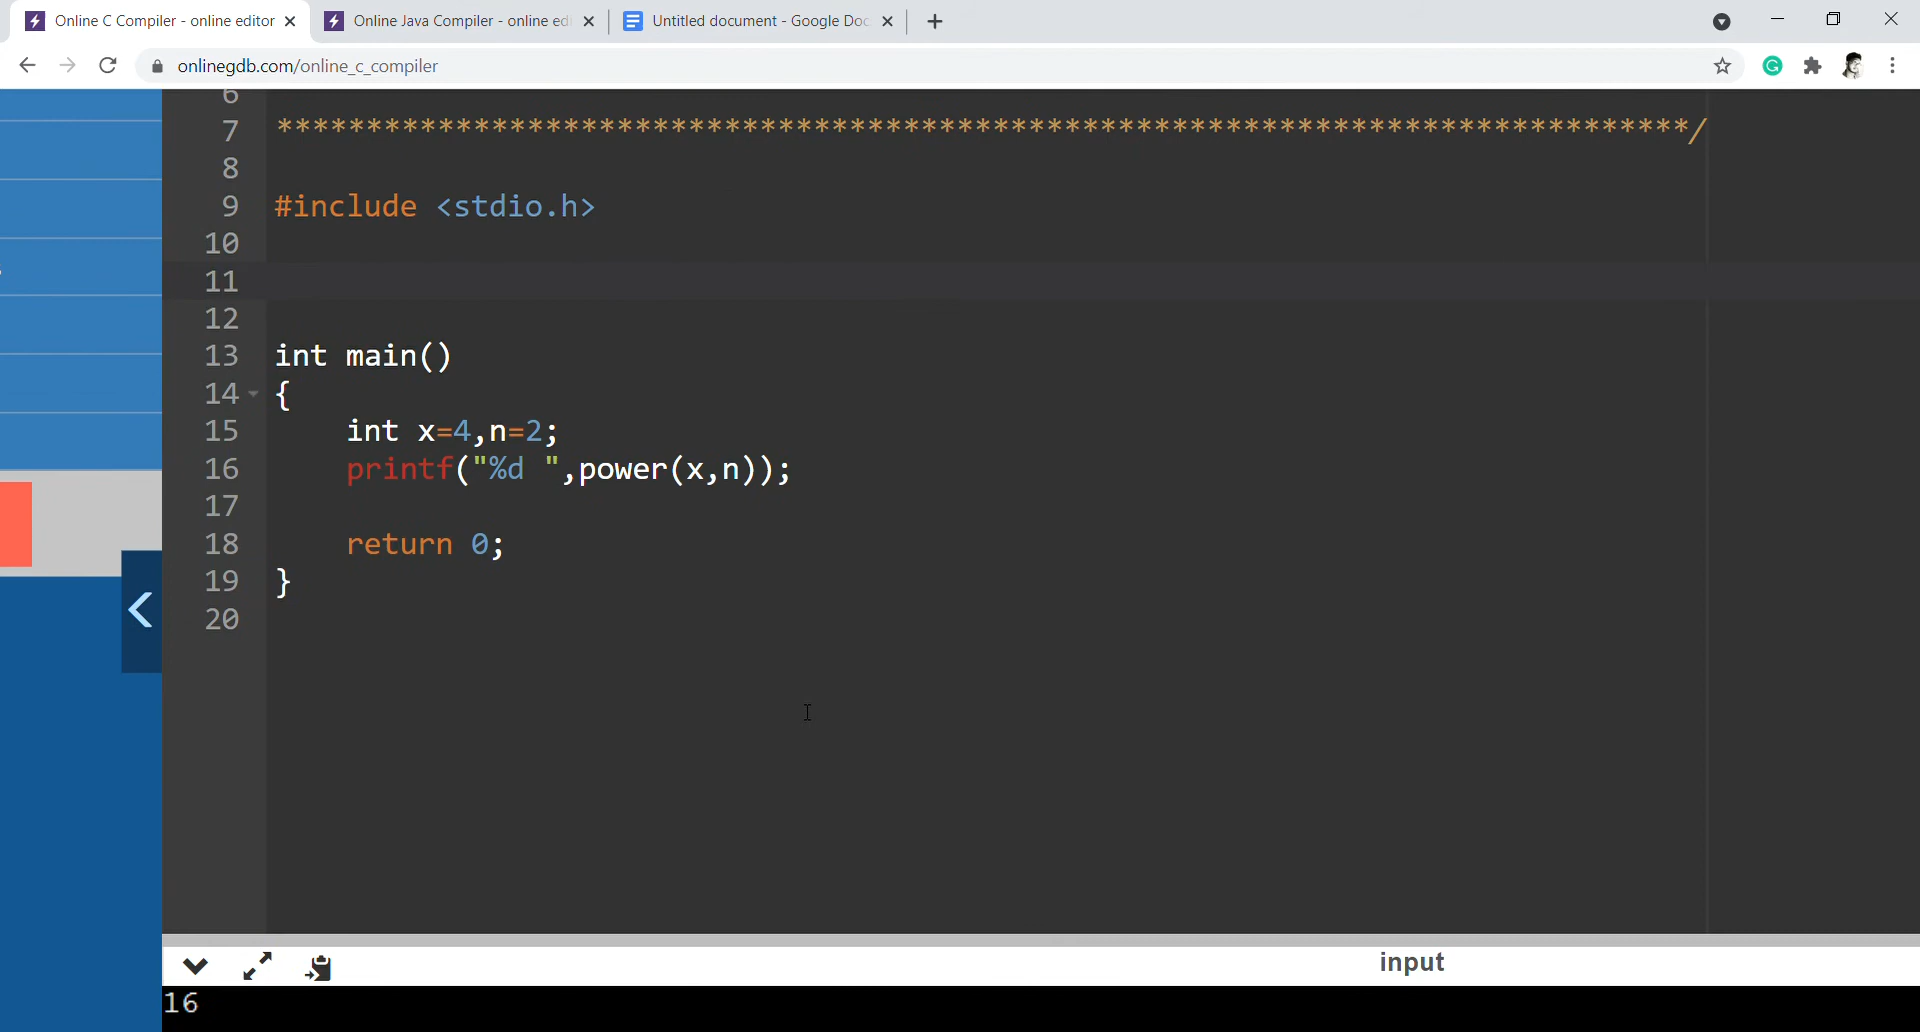 Online C Compiler - online editor
Online Java Compiler - online edi
Untitled document - Google Doc
onlinegdb.com/online_c_compiler
6
7 *******************************************************************************/
8
9 #include <stdio.h>
10
11
12
13 int main()
14 {
15 int x=4,n=2;
16 printf("%d ",power(x,n));
17
18 return 0;
19 }
20
input
16